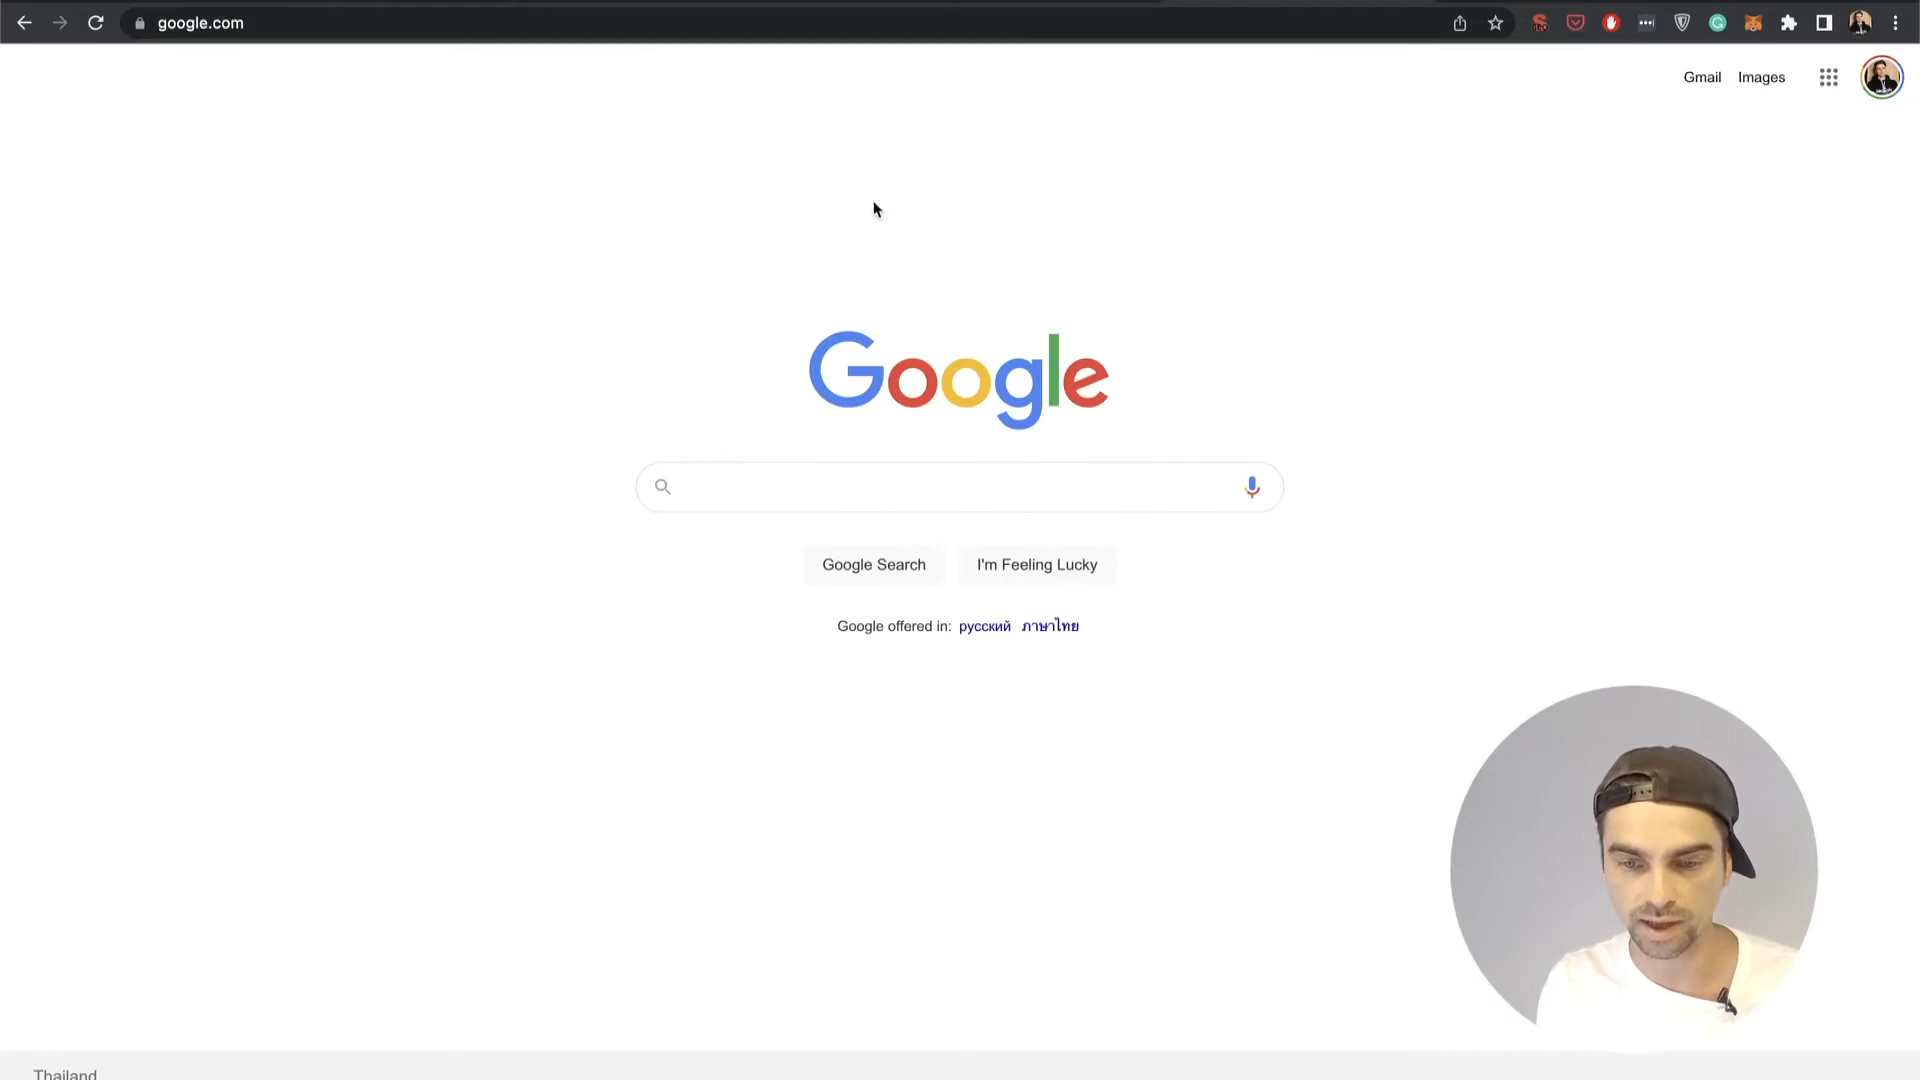 google.com
SEO
Gmail Images
Google
Google Search I'm Feeling Lucky
Google offered in: русский ภาษาไทย
Thailand